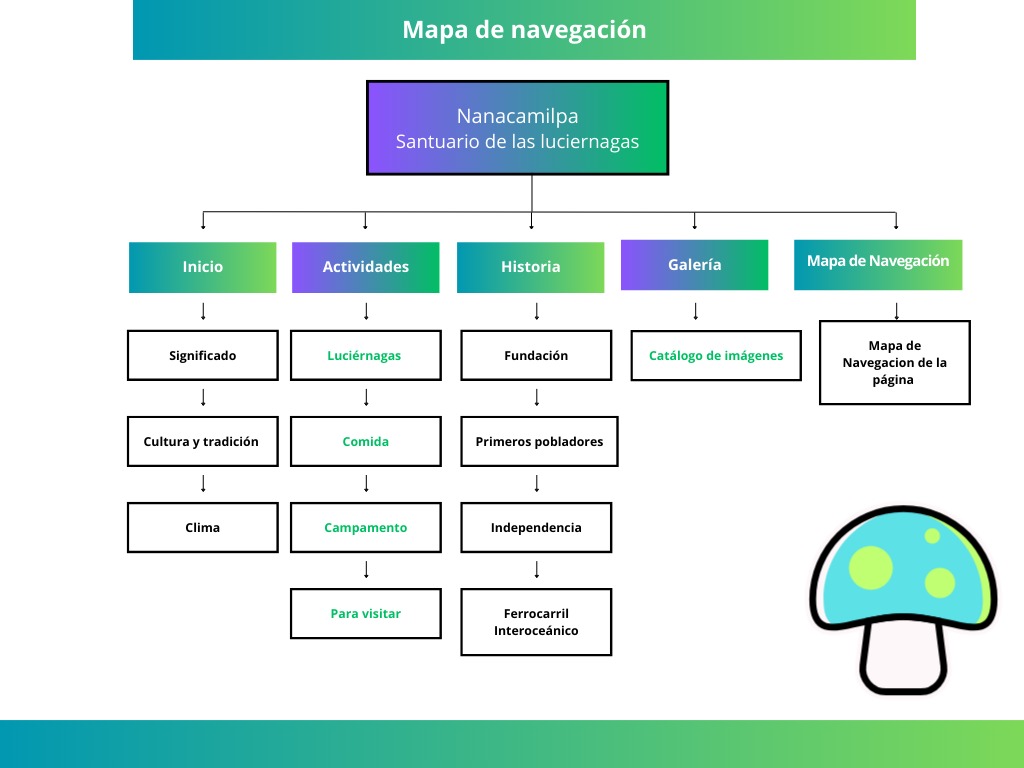 Mapa de navegación
Nanacamilpa
Santuario de las luciernagas
Inicio
Actividades
Historia
Galería
Mapa de Navegación
Significado
Luciérnagas
Fundación
Catálogo de imágenes
Mapa de
Navegacion de la
página
Cultura y tradición
Comida
Primeros pobladores
Clima
Campamento
Independencia
Para visitar
Ferrocarril
Interoceánico